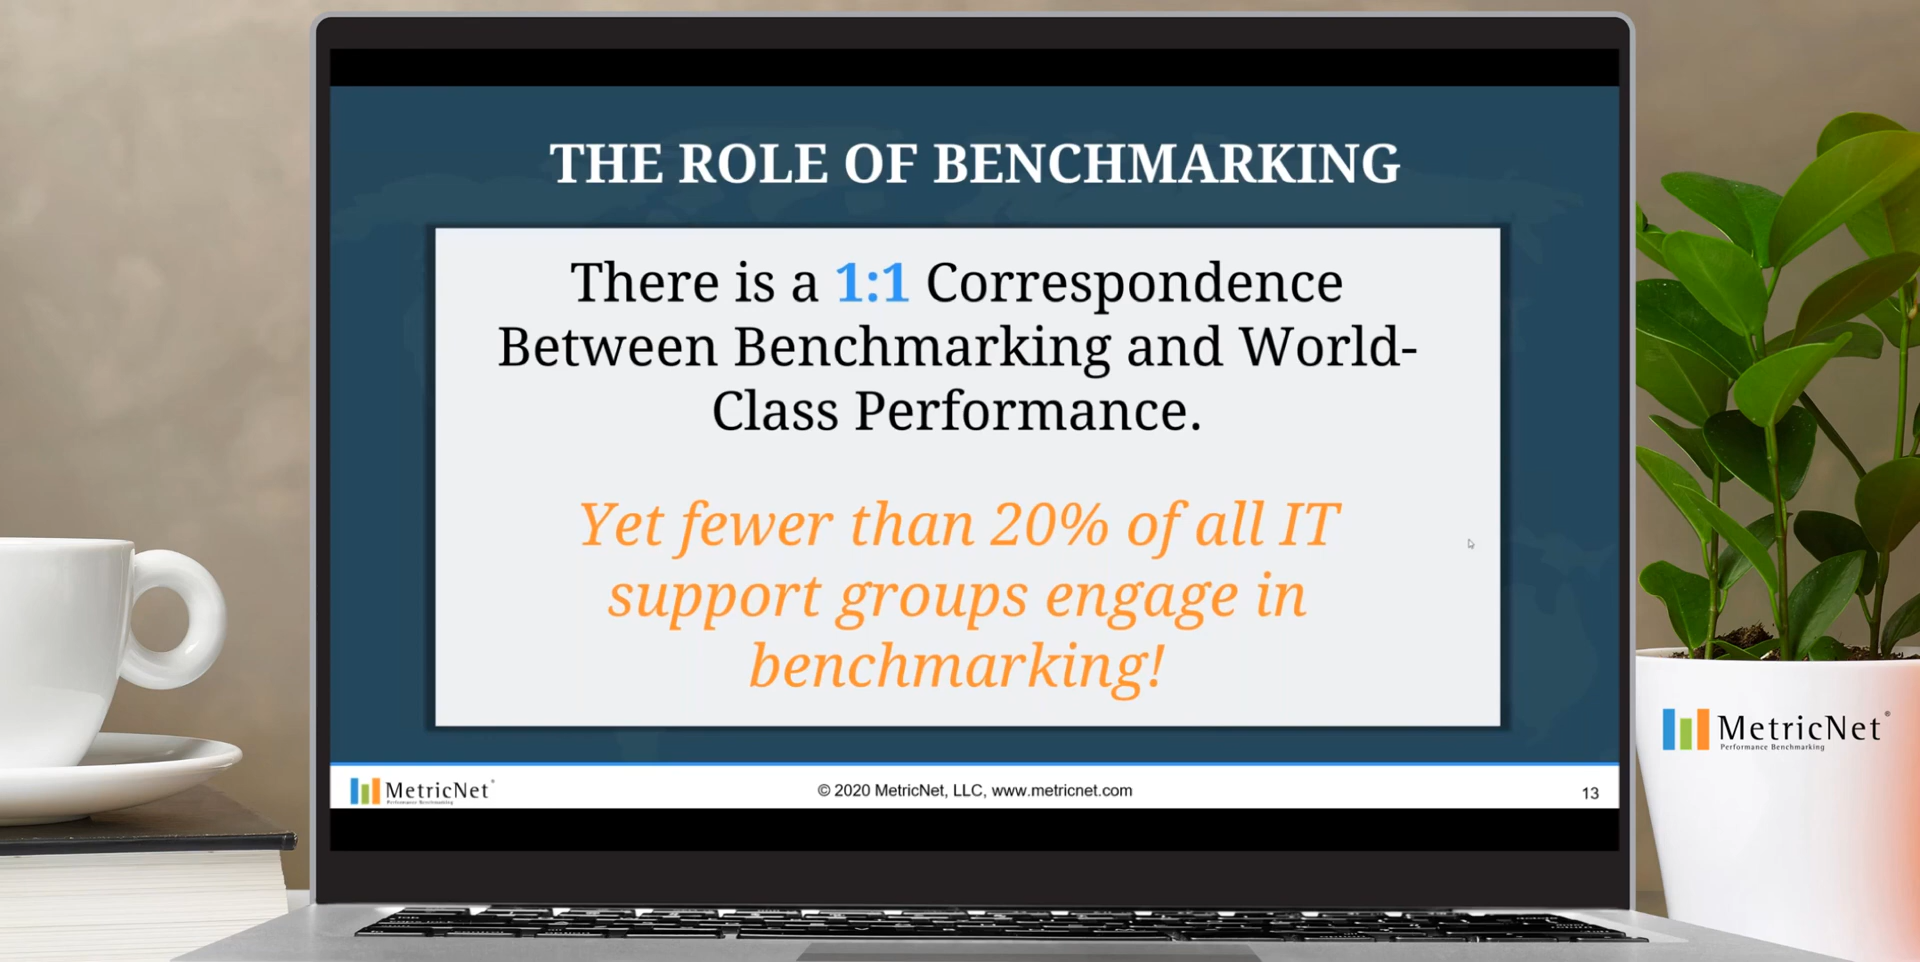 THE ROLE OF BENCHMARKING
There is a 1:1 Correspondence
Between Benchmarking and World-
Class Performance.
Yet fewer than 20% of all IT
support groups engage in
benchmarking!
MetricNet®
Performance Benchmarking
© 2020 MetricNet, LLC, www.metricnet.com
13
MetricNet®
Performance Benchmarking